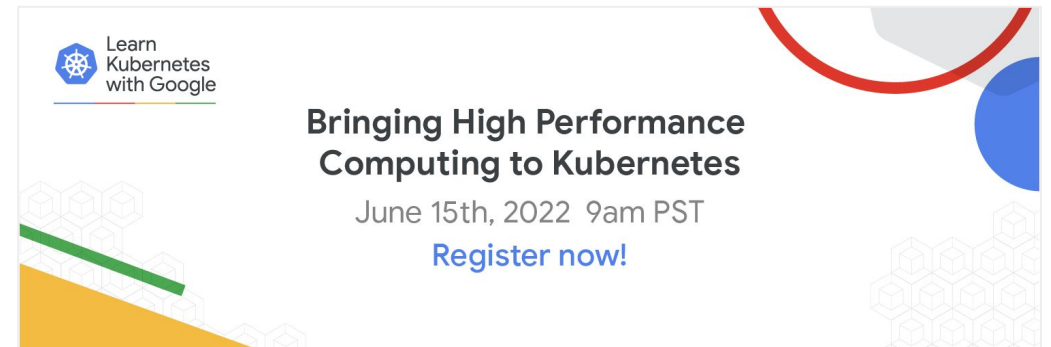 Learn
Kubernetes
with Google
Bringing High Performance
Computing to Kubernetes
June 15th, 2022 9am PST
Register now!